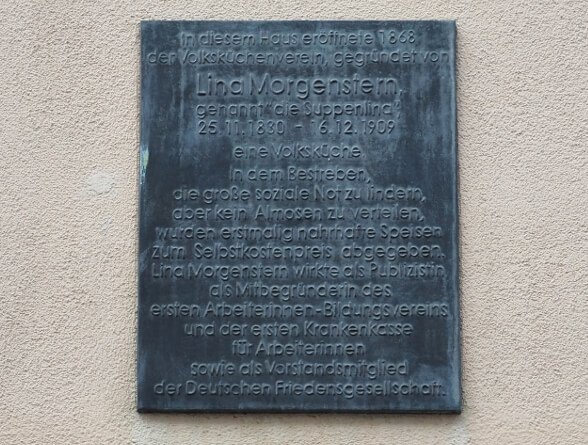 In diesem Haus eröffnete 1868
der Volksküchenverein, gegründet von
Lina Morgenstern,
genannt "die Suppenlina"
25.11.1830 - 16.12.1909
eine Volksküche.
In dem Bestreben,
die große soziale Not zu lindern,
aber kein Almosen zu verteilen,
wurden erstmalig nahrhafte Speisen
zum Selbstkostenpreis abgegeben.
Lina Morgenstern wirkte als Publizistin,
als Mitbegründerin des
ersten Arbeiterinnen-Bildungsvereins
und der ersten Krankenkasse
für Arbeiterinnen
sowie als Vorstandsmitglied
der Deutschen Friedensgesellschaft.